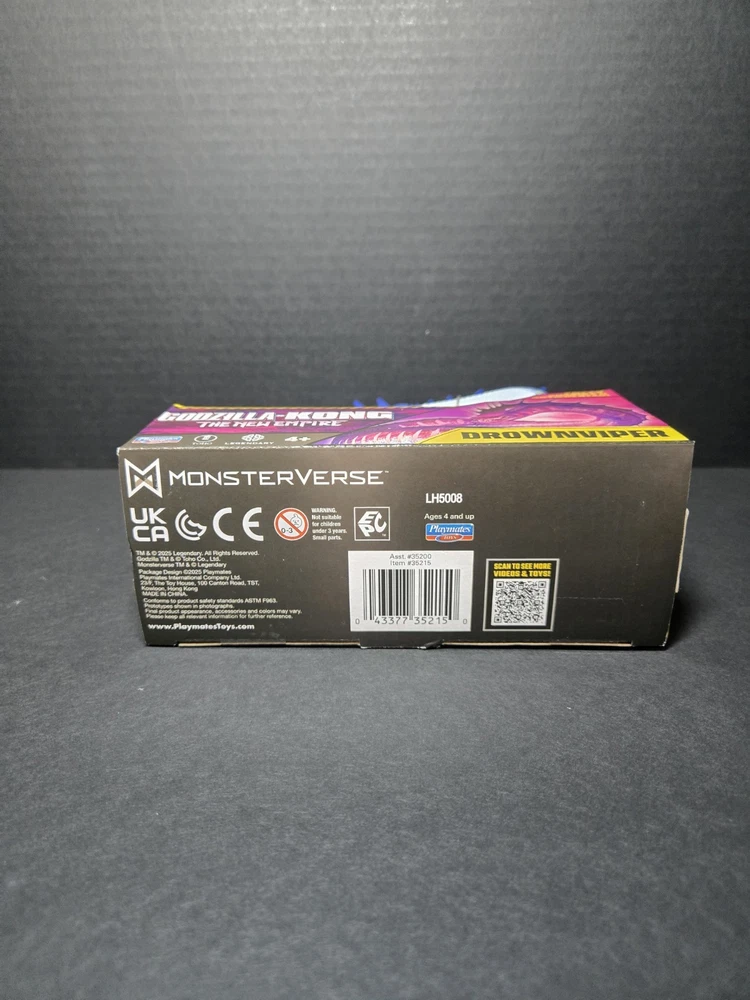 GODZILLA-KONG
THE NEW EMPIRE
LEGENDARY
4+
DROWNVIPER
MONSTERVERSE™
UK
CA
CE
0-3
WARNING.
Not suitable
for children
under 3 years.
Small parts.
LH5008
Ages 4 and up
Playmates
TOYS
TM & © 2025 Legendary. All Rights Reserved.
Godzilla TM & © Toho Co., Ltd.
Monsterverse TM & © Legendary
Package Design ©2025 Playmates
Playmates International Company Ltd.
23/F, The Toy House, 100 Canton Road, TST,
Kowloon, Hong Kong
MADE IN CHINA.
Conforms to product safety standards ASTM F963.
Prototypes shown in photographs.
Final product appearance, accessories and colors may vary.
Please keep all relevant information for further reference.
www.PlaymatesToys.com
Asst. #35200
Item #35215
0 43377 35215 0
SCAN TO SEE MORE
VIDEOS & TOYS!